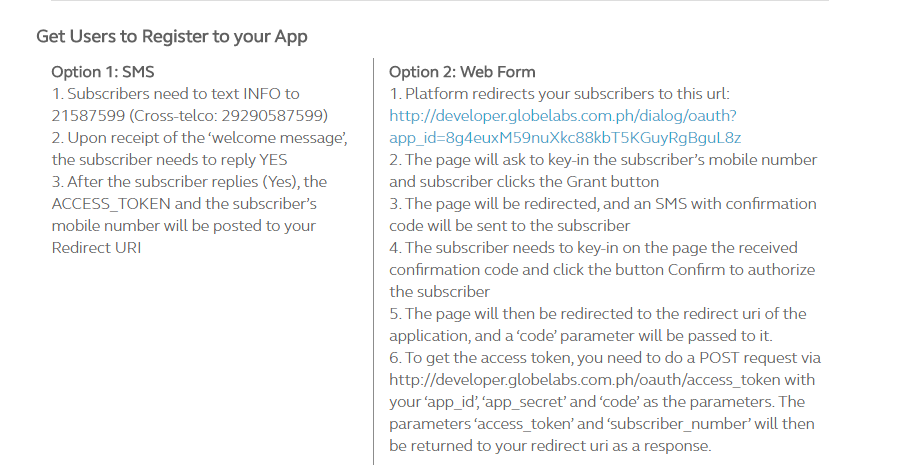 Get Users to Register to your App
Option 1: SMS
1. Subscribers need to text INFO to
21587599 (Cross-telco: 29290587599)
2. Upon receipt of the ‘welcome message’,
the subscriber needs to reply YES
3. After the subscriber replies (Yes), the
ACCESS_TOKEN and the subscriber’s
mobile number will be posted to your
Redirect URI
Option 2: Web Form
1. Platform redirects your subscribers to this url:
http://developer.globelabs.com.ph/dialog/oauth?
app_id=8g4euxM59nuXkc88kbT5KGuyRgBguL8z
2. The page will ask to key-in the subscriber’s mobile number
and subscriber clicks the Grant button
3. The page will be redirected, and an SMS with confirmation
code will be sent to the subscriber
4. The subscriber needs to key-in on the page the received
confirmation code and click the button Confirm to authorize
the subscriber
5. The page will then be redirected to the redirect uri of the
application, and a ‘code’ parameter will be passed to it.
6. To get the access token, you need to do a POST request via
http://developer.globelabs.com.ph/oauth/access_token with
your ‘app_id’, ‘app_secret’ and ‘code’ as the parameters. The
parameters ‘access_token’ and ‘subscriber_number’ will then
be returned to your redirect uri as a response.